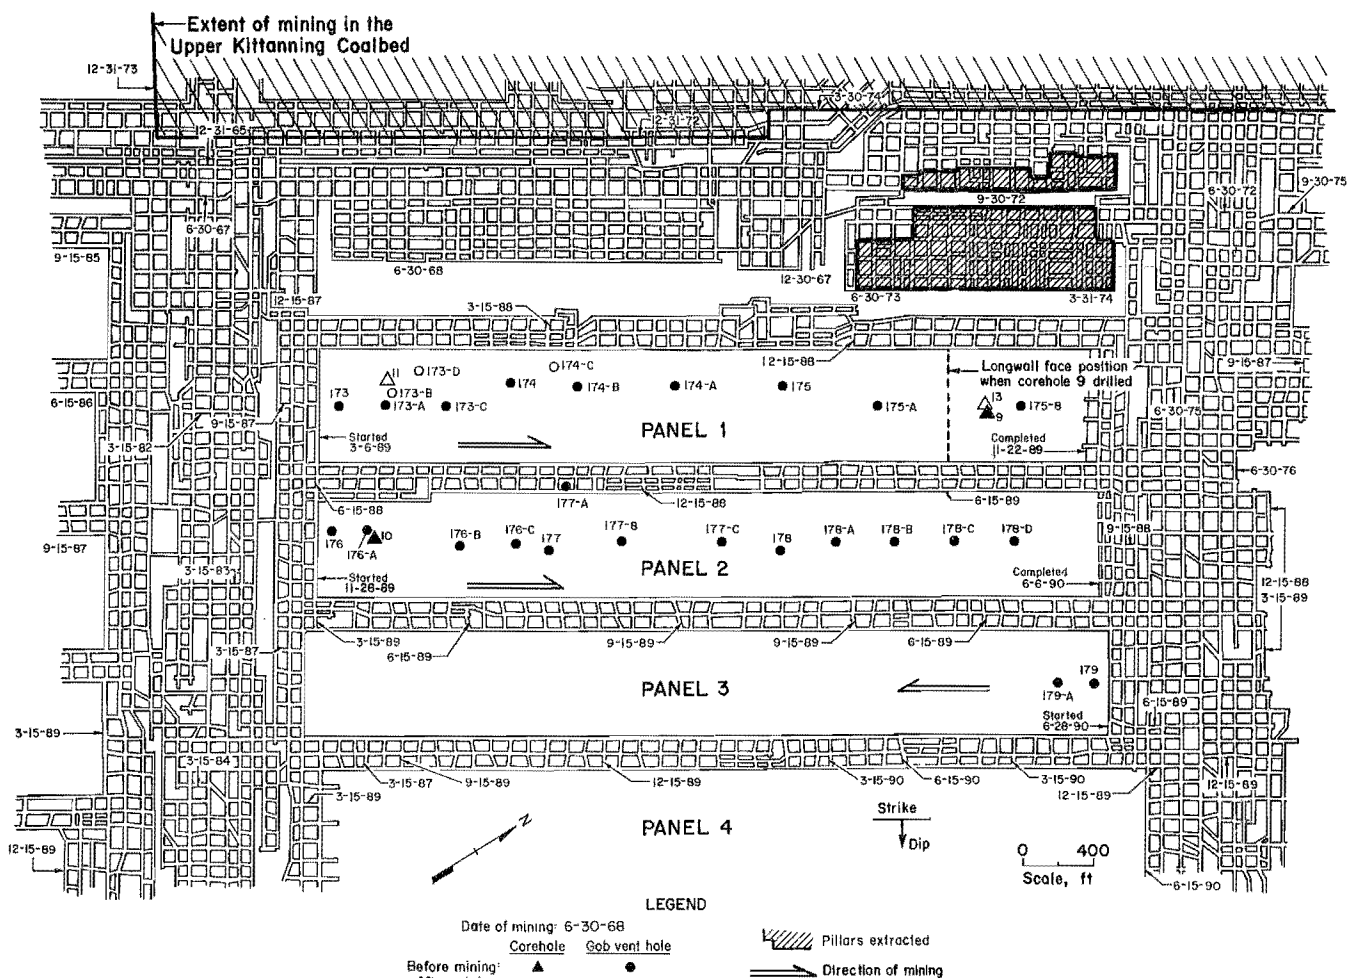 Extent of mining in the
Upper Kittanning Coalbed
12-31-73
3-30-74
12-31-65
12-31-72
6-30-72
9-30-75
9-30-72
6-30-67
9-15-85
6-30-68
12-30-67
12-15-87
6-30-73
3-31-74
3-15-88
12-15-88
9-15-87
Longwall face position
when corehole 9 drilled
11
173-D
174-C
173
173-B
173-A
173-C
174
174-B
174-A
175
175-A
13
9
175-B
6-15-86
9-15-87
3-15-82
6-30-75
PANEL 1
Started
3-6-89
Completed
11-22-89
6-30-76
6-15-88
177-A
12-15-88
6-15-89
9-15-88
176
176-A
10
176-B
176-C
177
177-B
177-C
178
178-A
178-B
178-C
178-D
9-15-87
3-15-83
Started
11-28-89
PANEL 2
Completed
6-6-90
12-15-88
3-15-89
3-15-87
3-15-89
6-15-89
9-15-89
9-15-89
6-15-89
PANEL 3
179
179-A
Started
6-28-90
6-15-89
3-15-89
3-15-84
3-15-89
3-15-87
9-15-89
12-15-89
3-15-90
6-15-90
3-15-90
12-15-89
12-15-89
PANEL 4
N
Strike
Dip
0 400
Scale, ft
12-15-89
6-15-90
LEGEND
Date of mining: 6-30-68
Corehole Gob vent hole
Before mining:
Pillars extracted
Direction of mining